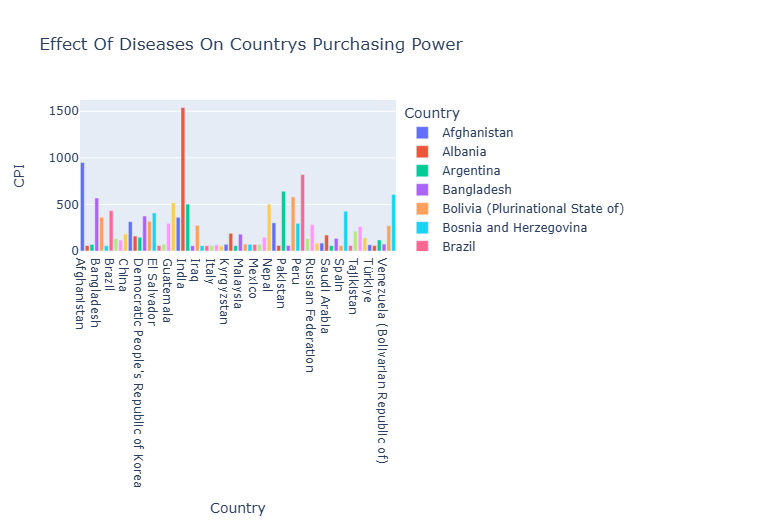 Effect Of Diseases On Countrys Purchasing Power
CPI
1500
1000
500
0
Afghanistan
Bangladesh
Brazil
China
Democratic People's Republic of Korea
El Salvador
Guatemala
India
Iraq
Italy
Kyrgyzstan
Malaysia
Mexico
Nepal
Pakistan
Peru
Russian Federation
Saudi Arabia
Spain
Tajikistan
Türkiye
Venezuela (Bolivarian Republic of)
Country
Country
Afghanistan
Albania
Argentina
Bangladesh
Bolivia (Plurinational State of)
Bosnia and Herzegovina
Brazil